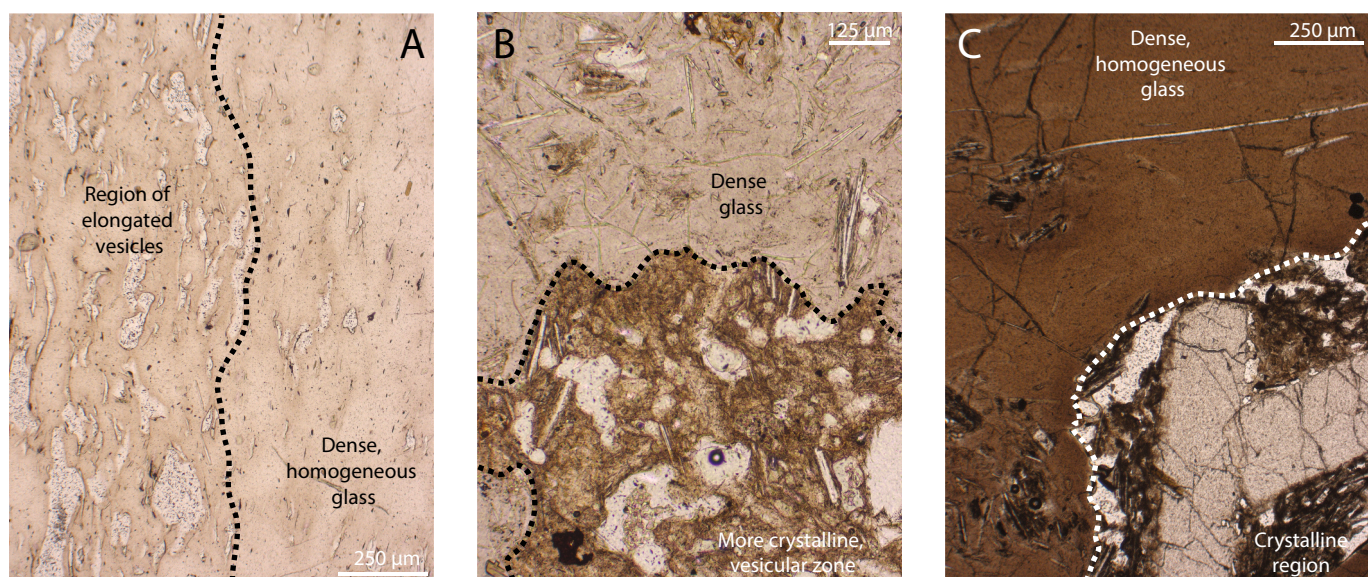 A
Region of
elongated
vesicles
Dense,
homogeneous
glass
250 µm
B
125 µm
Dense
glass
More crystalline,
vesicular zone
C
Dense,
homogeneous
glass
250 µm
Crystalline
region